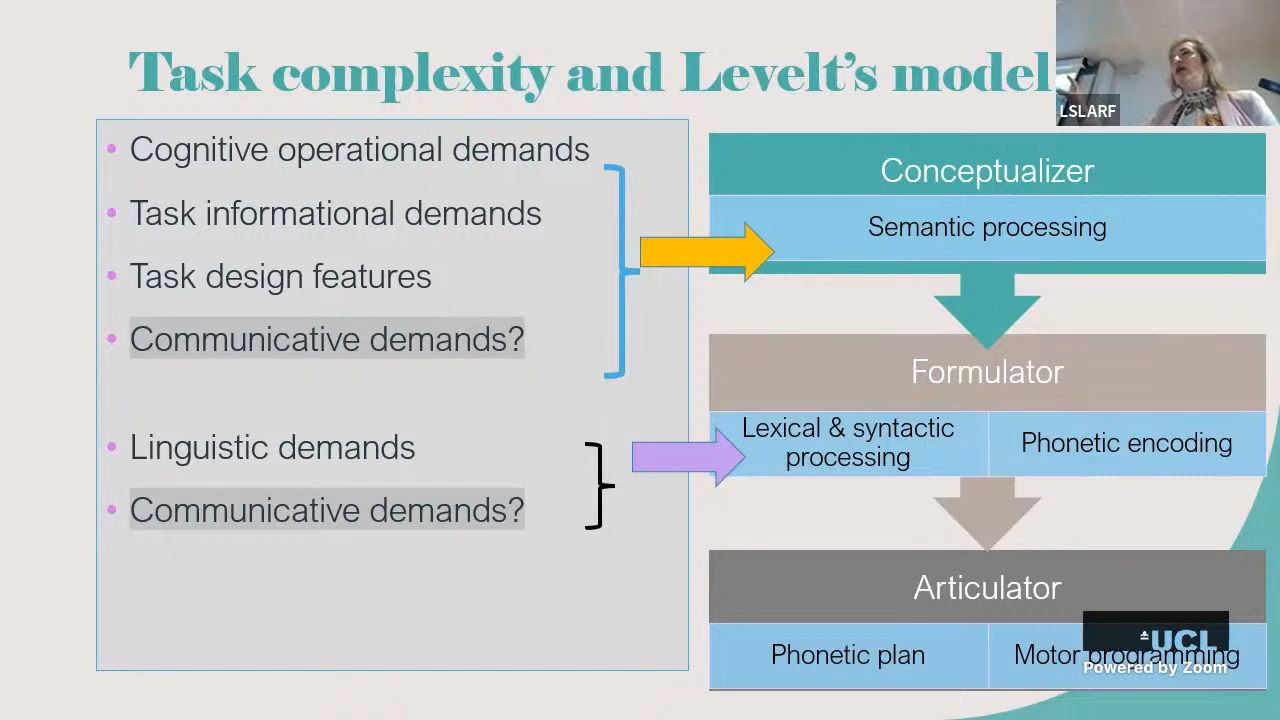 Task complexity and Levelt's model
LSLARF
• Cognitive operational demands
• Task informational demands
• Task design features
• Communicative demands?
• Linguistic demands
• Communicative demands?
Conceptualizer
Semantic processing
Formulator
Lexical & syntactic
processing
Phonetic encoding
Articulator
Phonetic plan
Motor programming
UCL
Powered by Zoom